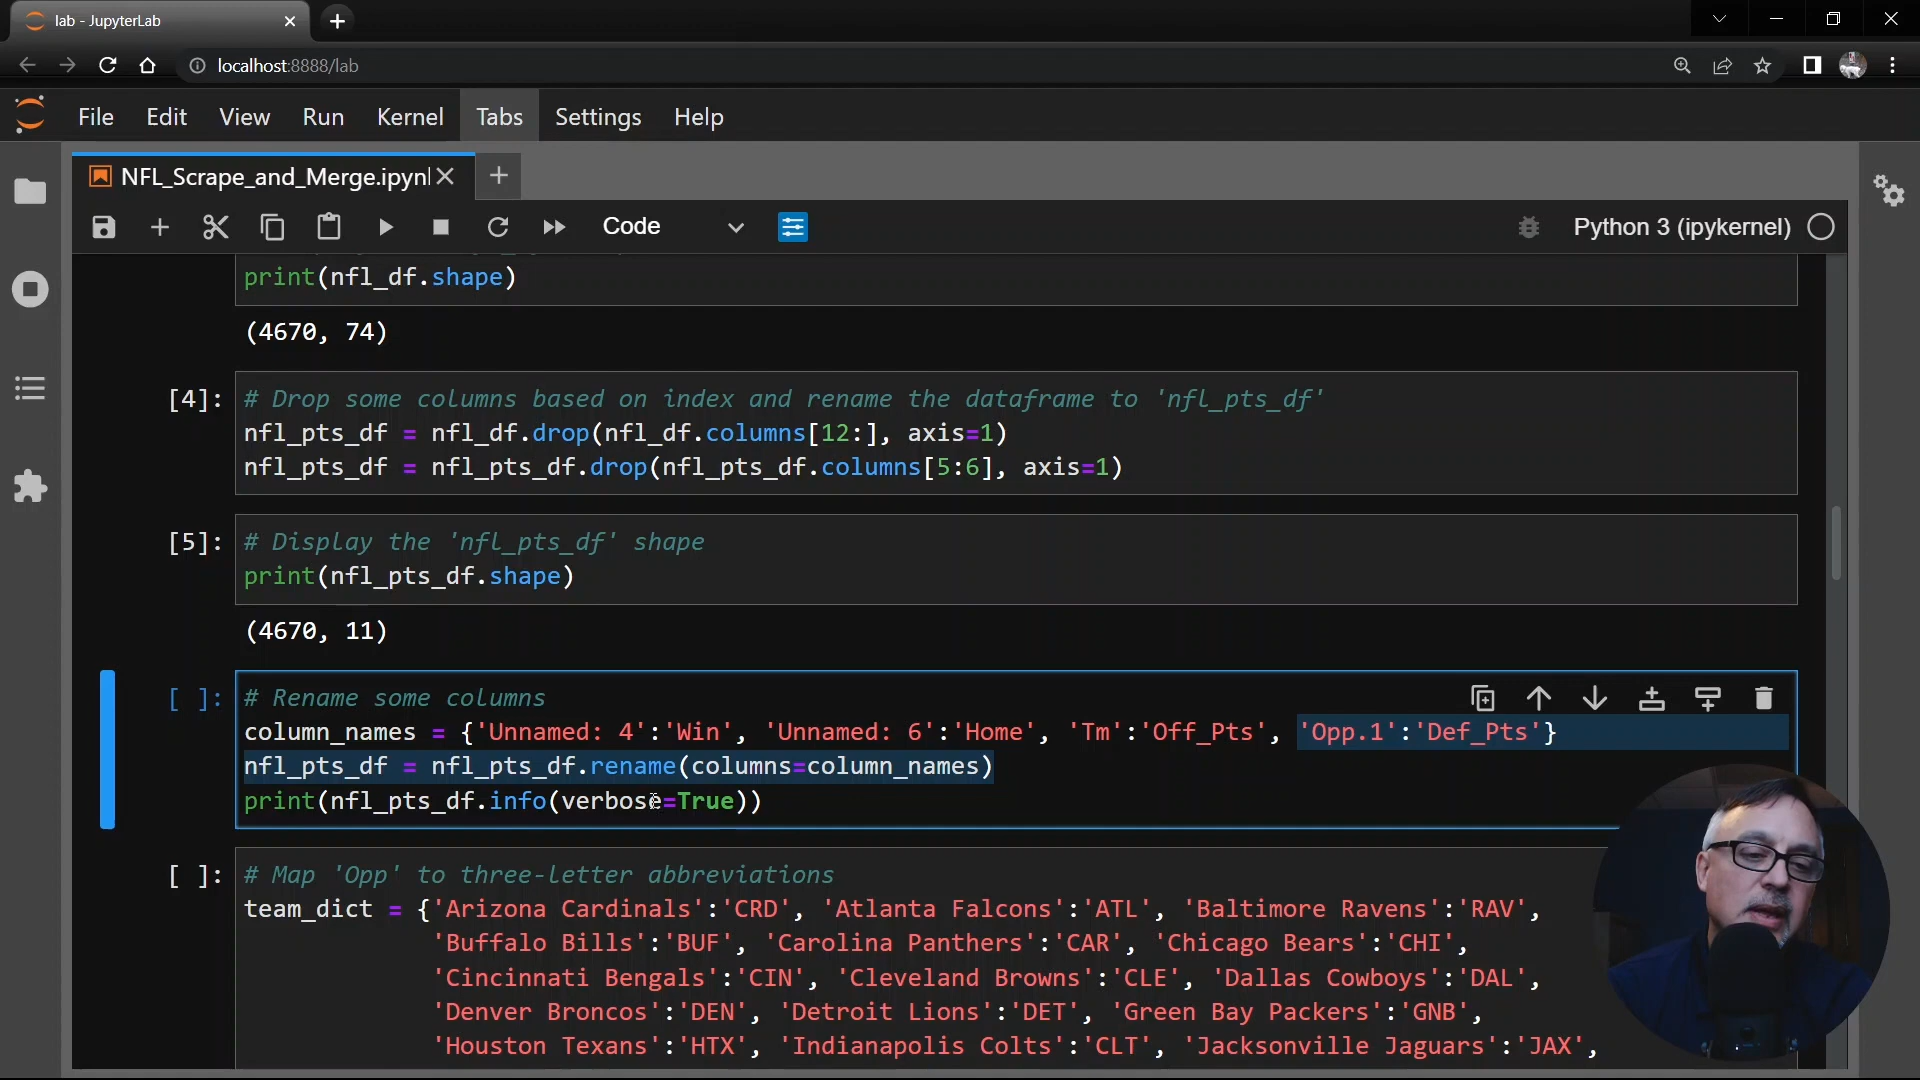 lab - JupyterLab
localhost:8888/lab
File Edit View Run Kernel Tabs Settings Help
NFL_Scrape_and_Merge.ipyn
Code
Python 3 (ipykernel)
print(nfl_df.shape)
(4670, 74)
[4]:
# Drop some columns based on index and rename the dataframe to 'nfl_pts_df'
nfl_pts_df = nfl_df.drop(nfl_df.columns[12:], axis=1)
nfl_pts_df = nfl_pts_df.drop(nfl_pts_df.columns[5:6], axis=1)
[5]:
# Display the 'nfl_pts_df' shape
print(nfl_pts_df.shape)
(4670, 11)
[ ]:
# Rename some columns
column_names = {'Unnamed: 4':'Win', 'Unnamed: 6':'Home', 'Tm':'Off_Pts', 'Opp.1':'Def_Pts'}
nfl_pts_df = nfl_pts_df.rename(columns=column_names)
print(nfl_pts_df.info(verbose=True))
[ ]:
# Map 'Opp' to three-letter abbreviations
team_dict = {'Arizona Cardinals':'CRD', 'Atlanta Falcons':'ATL', 'Baltimore Ravens':'RAV',
'Buffalo Bills':'BUF', 'Carolina Panthers':'CAR', 'Chicago Bears':'CHI',
'Cincinnati Bengals':'CIN', 'Cleveland Browns':'CLE', 'Dallas Cowboys':'DAL',
'Denver Broncos':'DEN', 'Detroit Lions':'DET', 'Green Bay Packers':'GNB',
'Houston Texans':'HTX', 'Indianapolis Colts':'CLT', 'Jacksonville Jaguars':'JAX',